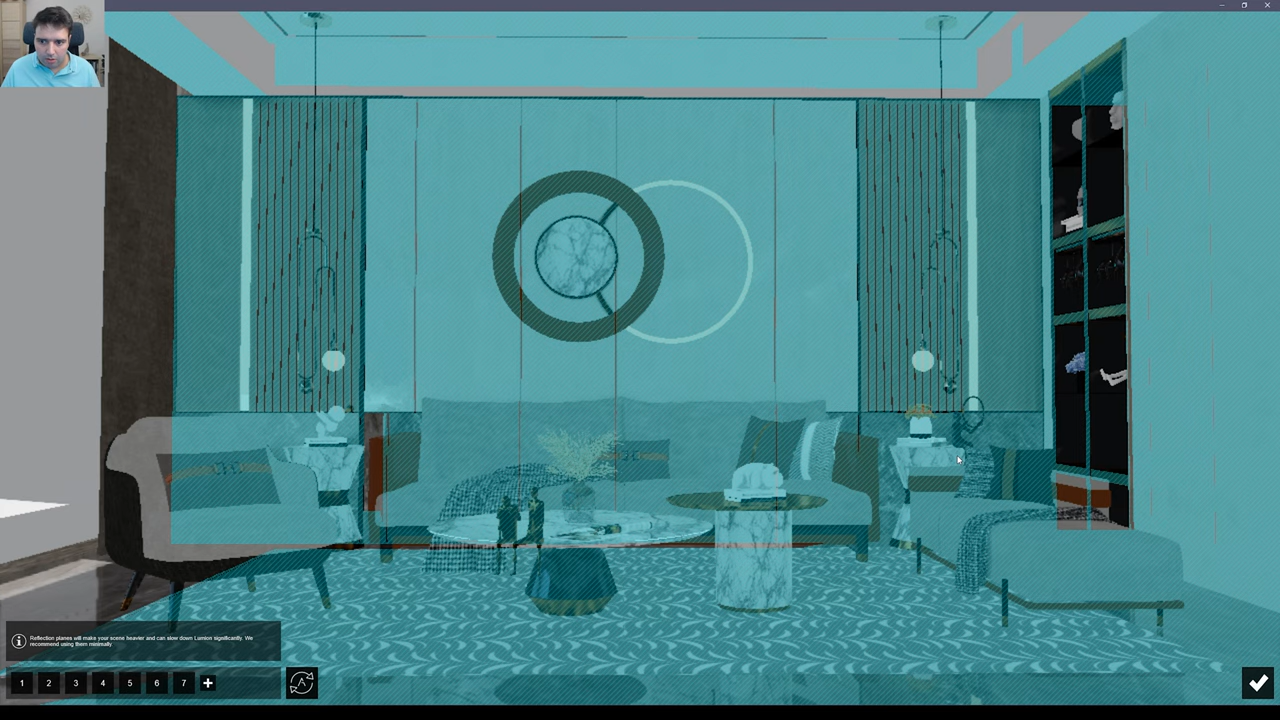 Reflection planes will make your scene heavier and can slow down Lumion significantly. We
recommend using them minimally
1 2 3 4 5 6 7 +
A